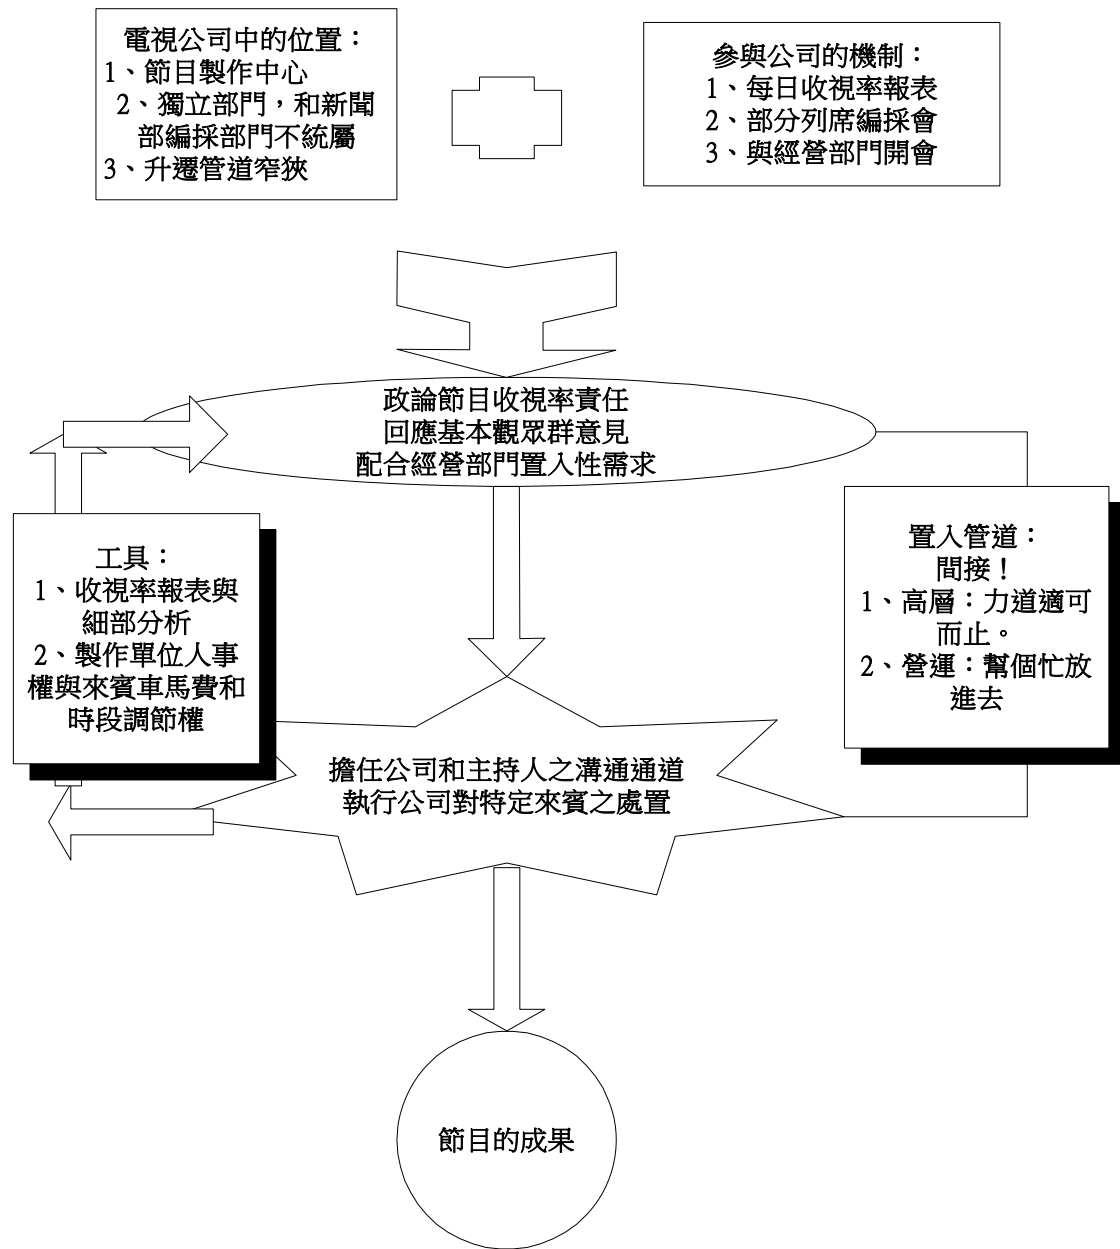 電視公司中的位置：
1、節目製作中心
2、獨立部門，和新聞
部編採部門不統屬
3、升遷管道窄狹
參與公司的機制：
1、每日收視率報表
2、部分列席編採會
3、與經營部門開會
政論節目收視率責任
回應基本觀眾群意見
配合經營部門置入性需求
工具：
1、收視率報表與
細部分析
2、製作單位人事
權與來賓車馬費和
時段調節權
置入管道：
間接！
1、高層：力道適可
而止。
2、營運：幫個忙放
進去
擔任公司和主持人之溝通通道
執行公司對特定來賓之處置
節目的成果